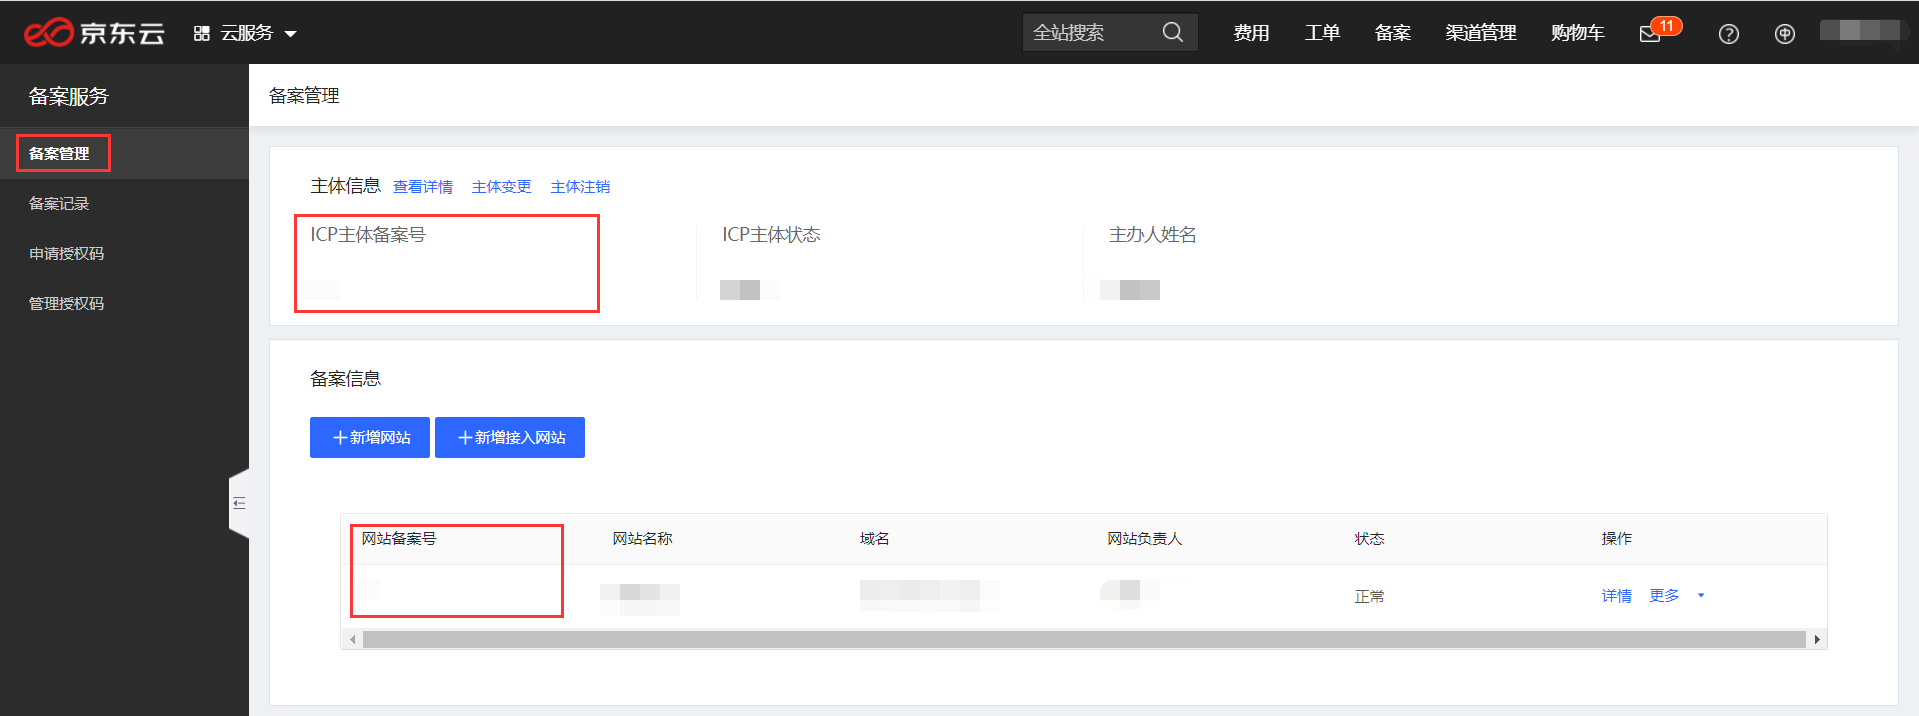 京东云 云服务 全站搜索 费用 工单 备案 渠道管理 购物车 11
备案服务
备案管理
备案记录
申请授权码
管理授权码
备案管理
主体信息 查看详情 主体变更 主体注销
ICP主体备案号 ICP主体状态 主办人姓名
备案信息
+新增网站 +新增接入网站
网站备案号 网站名称 域名 网站负责人 状态 操作
正常 详情 更多